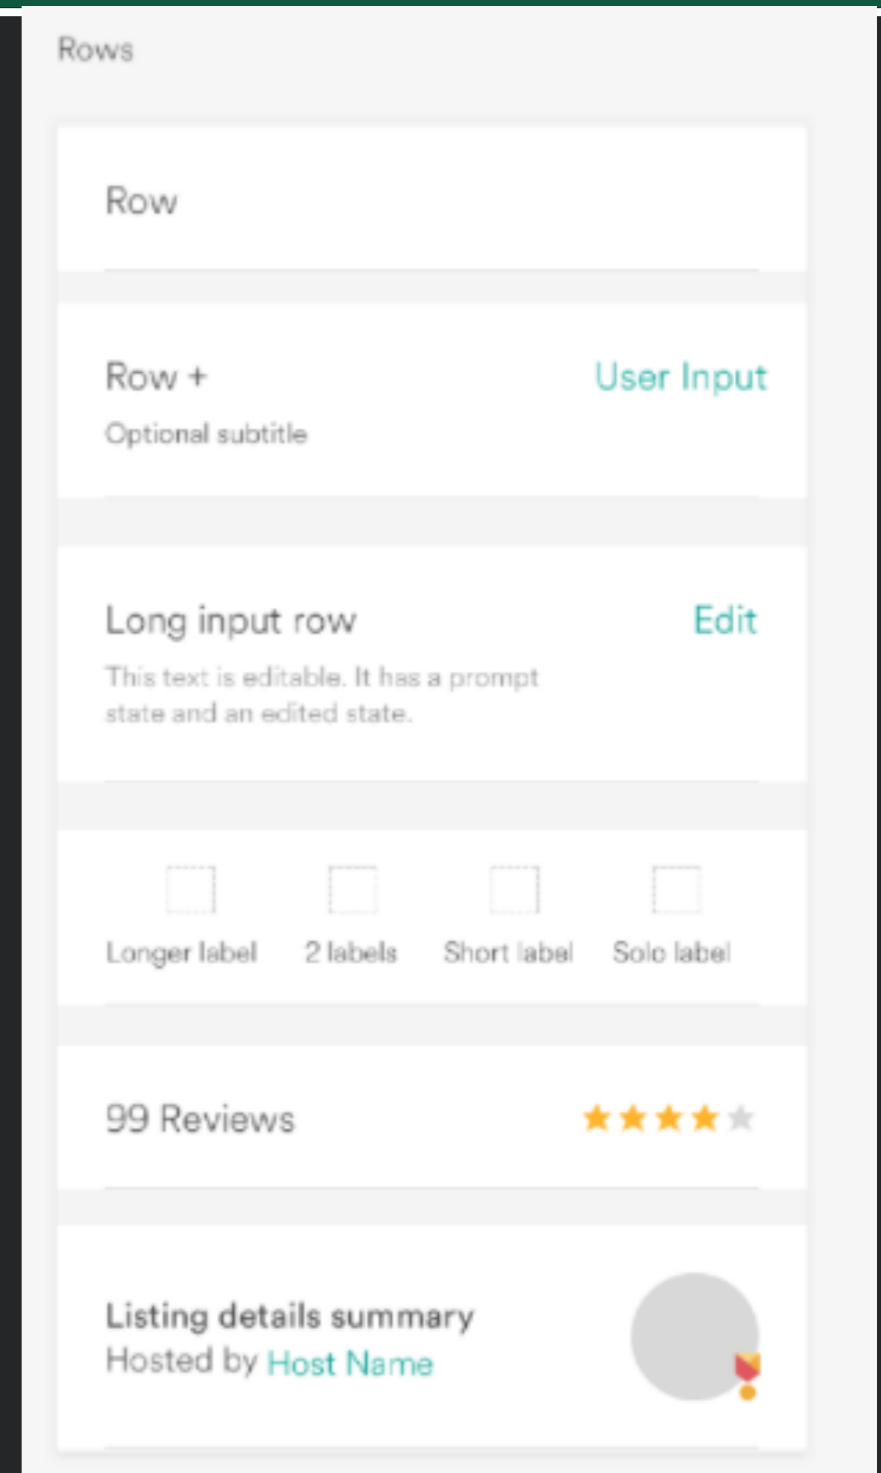 Rows
Row
Row + User Input
Optional subtitle
Long input row Edit
This text is editable. It has a prompt
state and an edited state.
Longer label 2 labels Short label Solo label
99 Reviews
Listing details summary
Hosted by Host Name